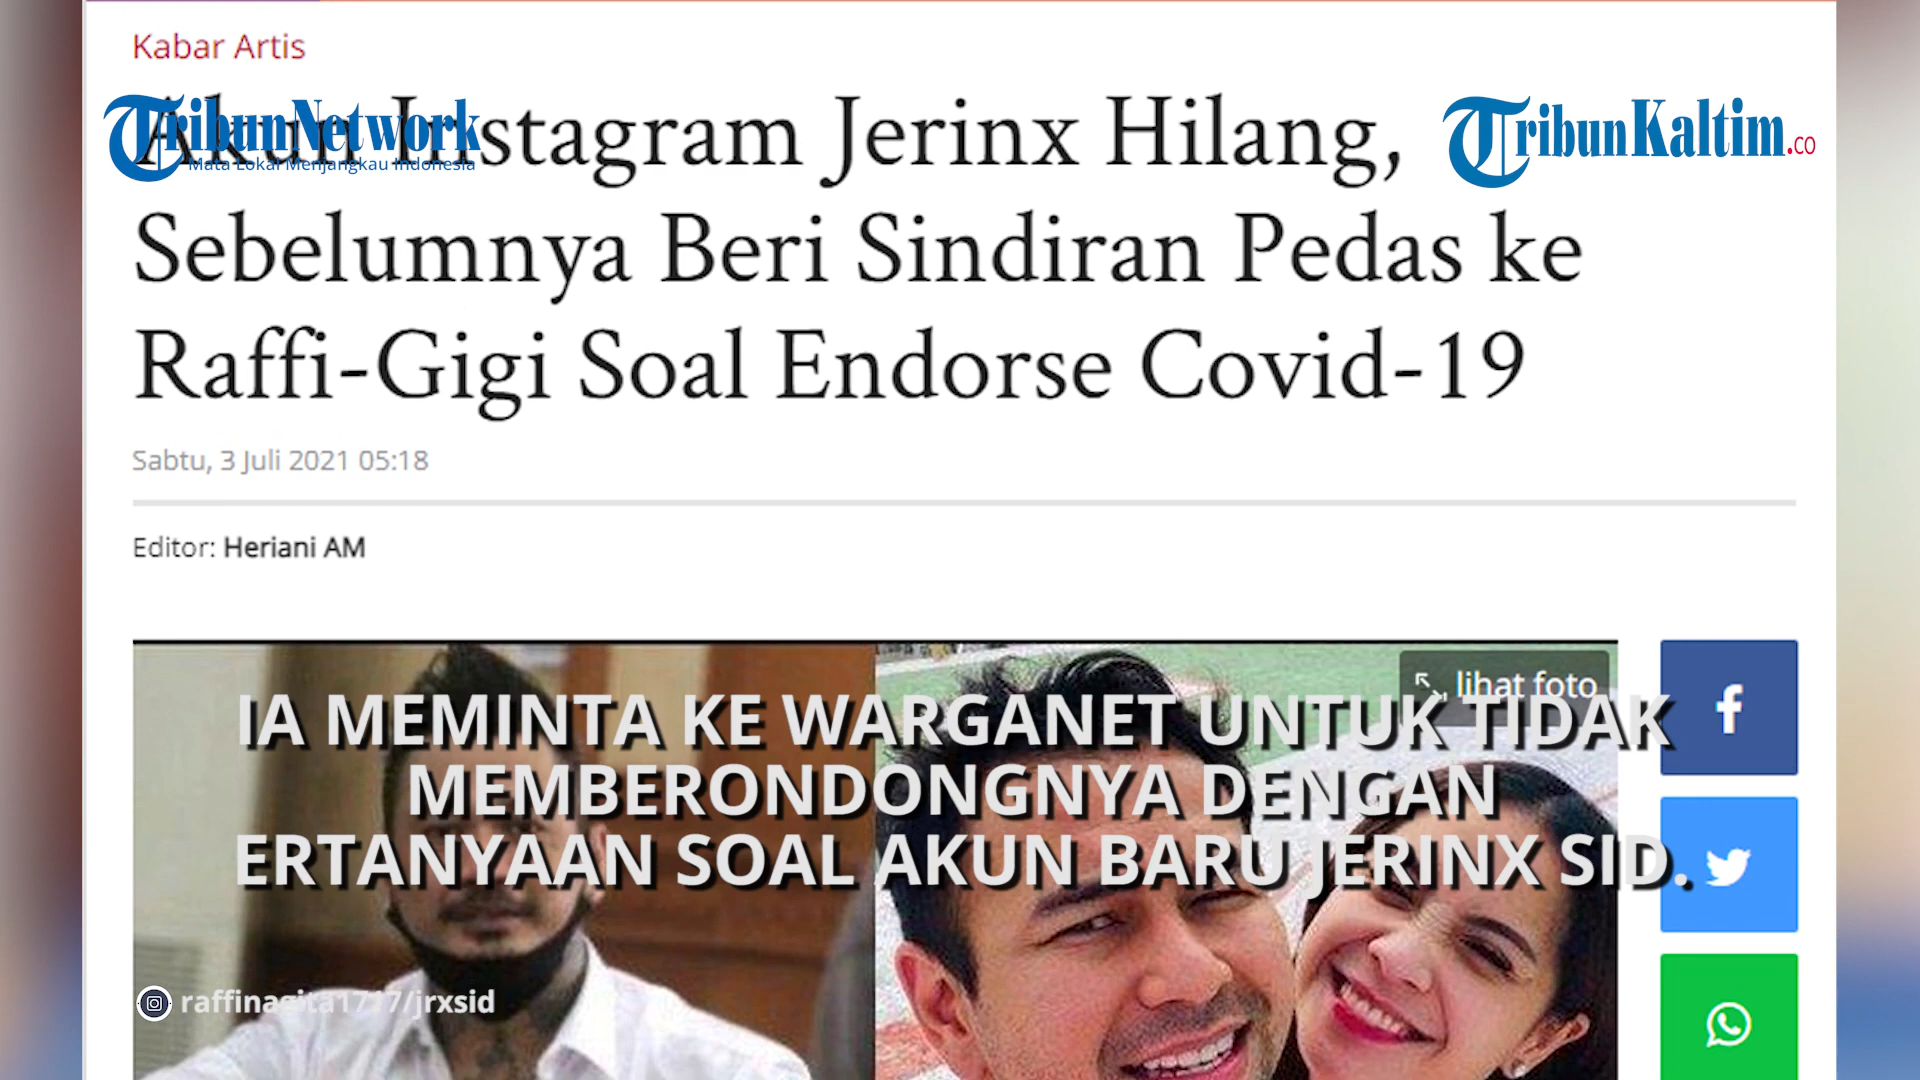 Kabar Artis
TribunNetwork
Mata Lokal Menjangkau Indonesia
TribunKaltim.co
Akun Instagram Jerinx Hilang,
Sebelumnya Beri Sindiran Pedas ke
Raffi-Gigi Soal Endorse Covid-19
Sabtu, 3 Juli 2021 05:18
Editor: Heriani AM
lihat foto
IA MEMINTA KE WARGANET UNTUK TIDAK
MEMBERONDONGNYA DENGAN
ERTANYAAN SOAL AKUN BARU JERINX SID.
raffinagita1717/jrxsid